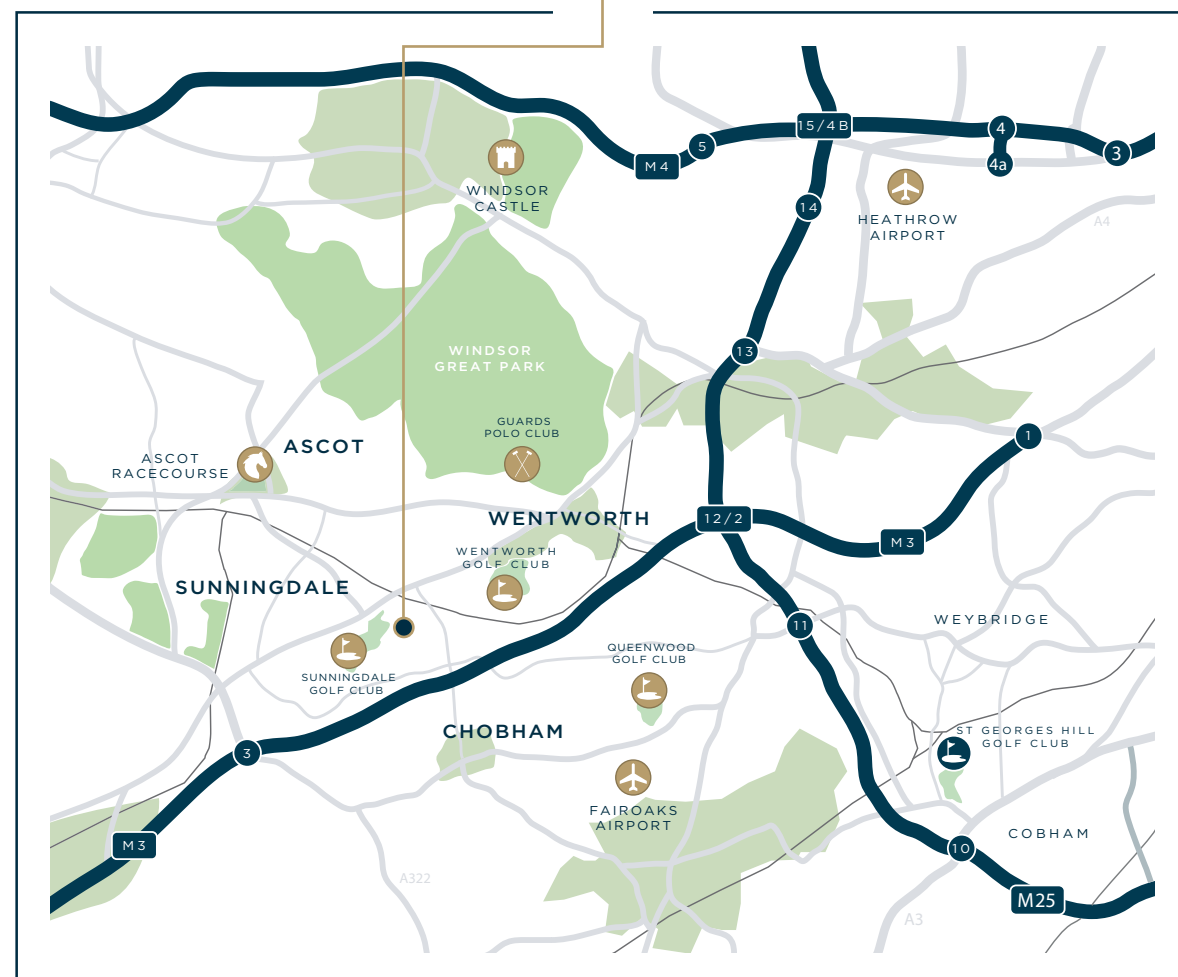 15/4B
4
5
M4
3
4a
WINDSOR
CASTLE
14
HEATHROW
AIRPORT
A4
WINDSOR
GREAT PARK
13
GUARDS
POLO CLUB
1
ASCOT
ASCOT
RACECOURSE
WENTWORTH
12/2
M3
WENTWORTH
GOLF CLUB
SUNNINGDALE
11
WEYBRIDGE
QUEENWOOD
GOLF CLUB
SUNNINGDALE
GOLF CLUB
CHOBHAM
ST GEORGES HILL
GOLF CLUB
3
FAIROAKS
AIRPORT
COBHAM
M3
10
A322
M25
A3